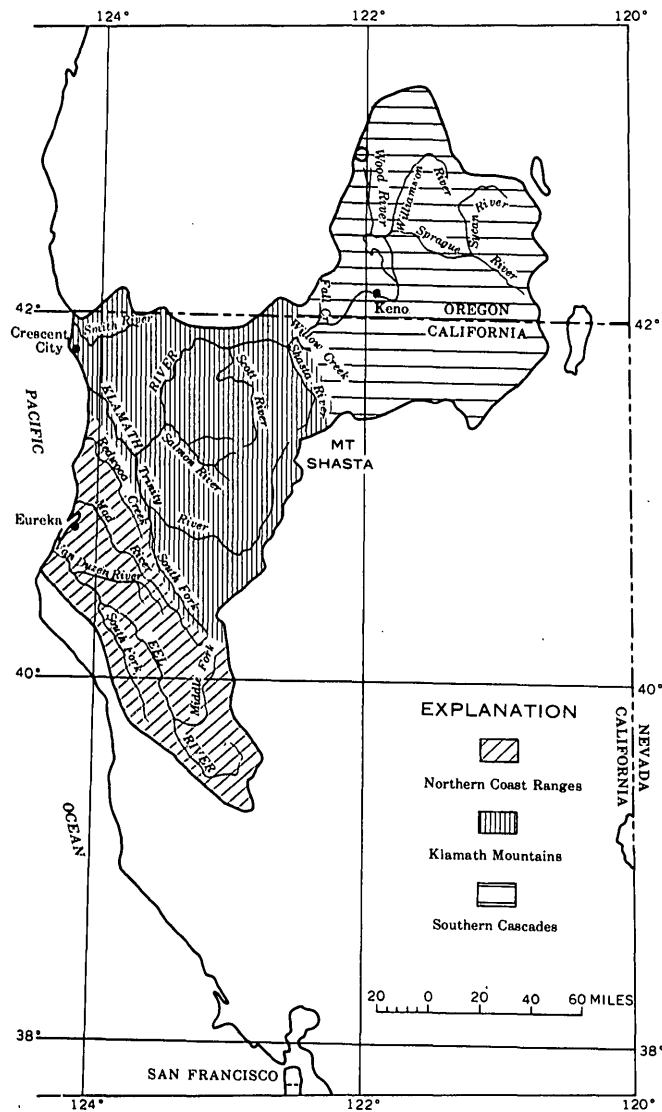 124°
122°
120°
Wood River
Williamson
River
Sycan
River
Sprague
River
Fall Cr
Keno
OREGON
CALIFORNIA
42°
42°
Smith River
Crescent
City
Willow Creek
Shasta River
Scott
River
KLAMATH
RIVER
Salmon River
MT
SHASTA
PACIFIC
Redwood Creek
Trinity
River
South Fork
Eureka
Mad
River
Van Duzen River
EEL
RIVER
South Fork
Middle Fork
40°
40°
EXPLANATION
Northern Coast Ranges
Klamath Mountains
Southern Cascades
CALIFORNIA
NEVADA
OCEAN
20 0 20 40 60 MILES
38°
38°
SAN FRANCISCO
124°
122°
120°